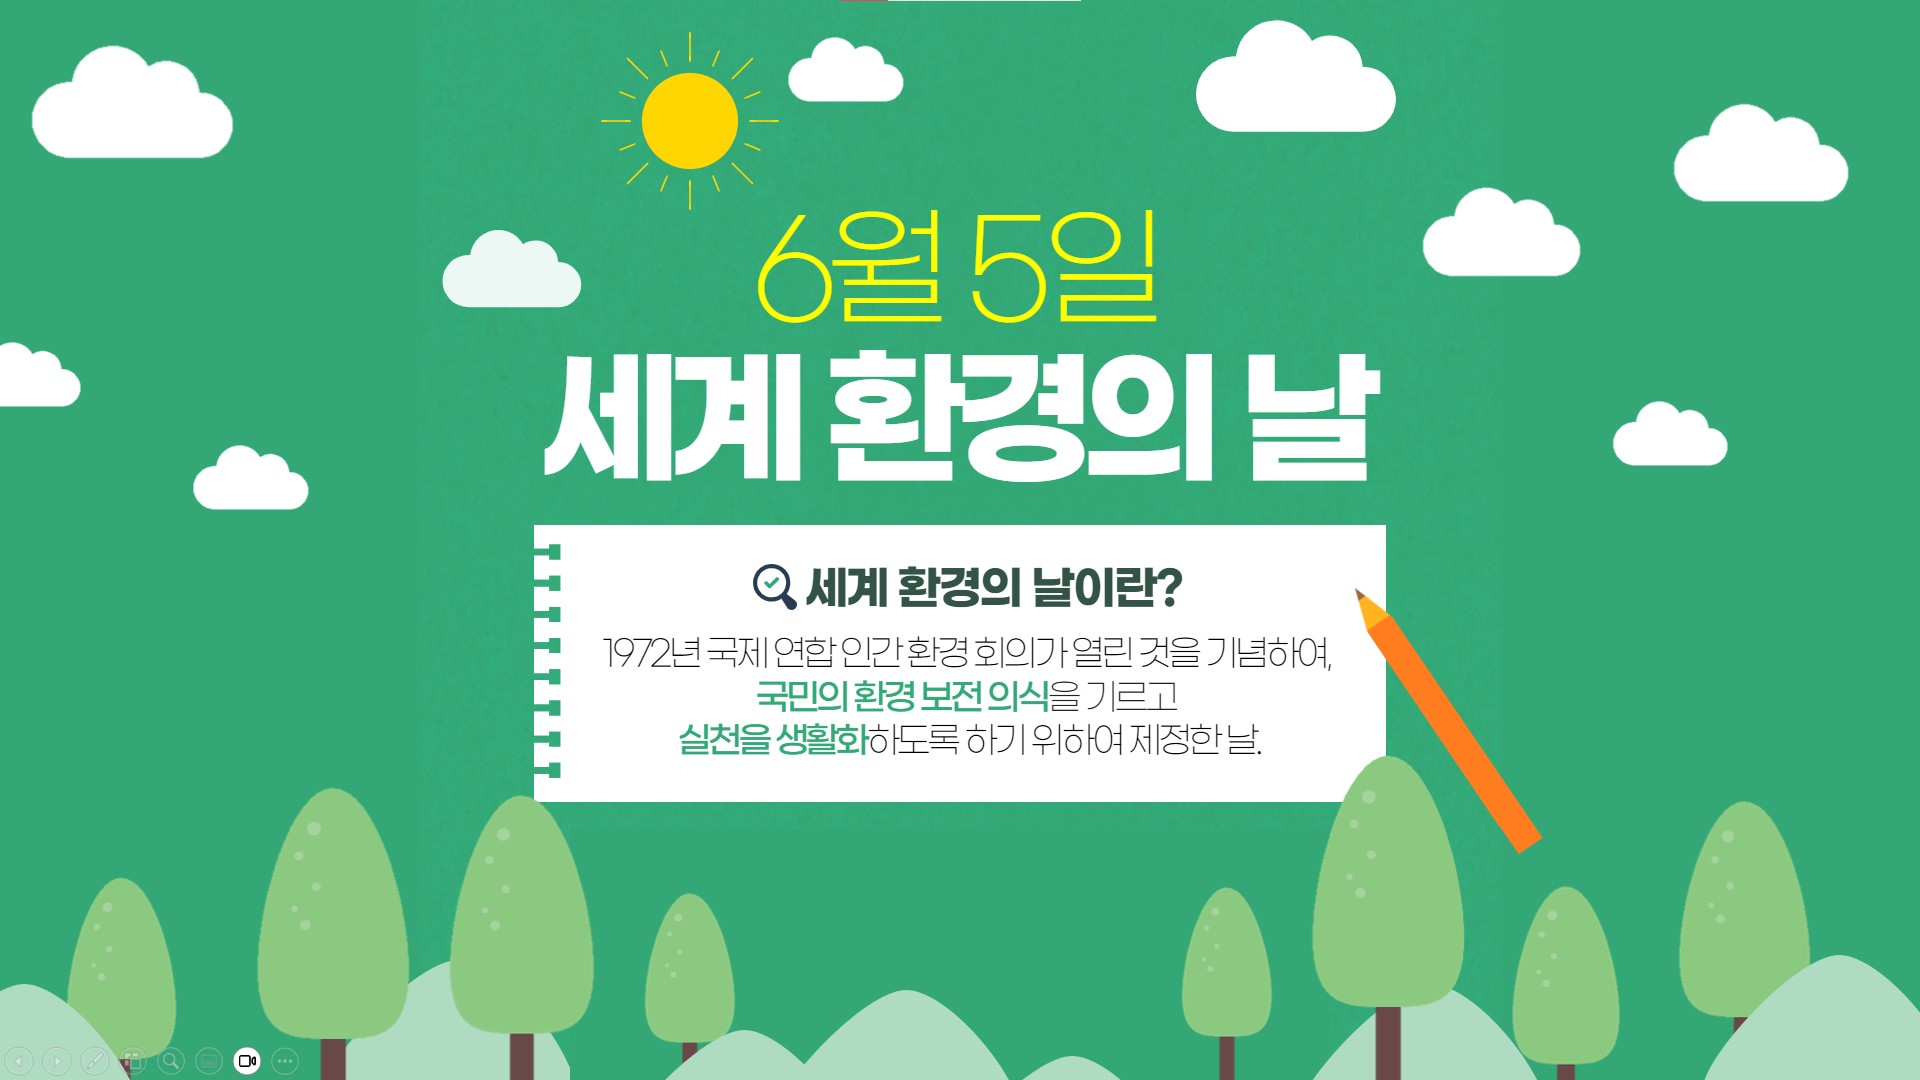 6월 5일
세계 환경의 날
세계 환경의 날이란?
1972년 국제 연합 인간 환경 회의가 열린 것을 기념하여,
국민의 환경 보전 의식을 기르고
실천을 생활화하도록 하기 위하여 제정한 날.